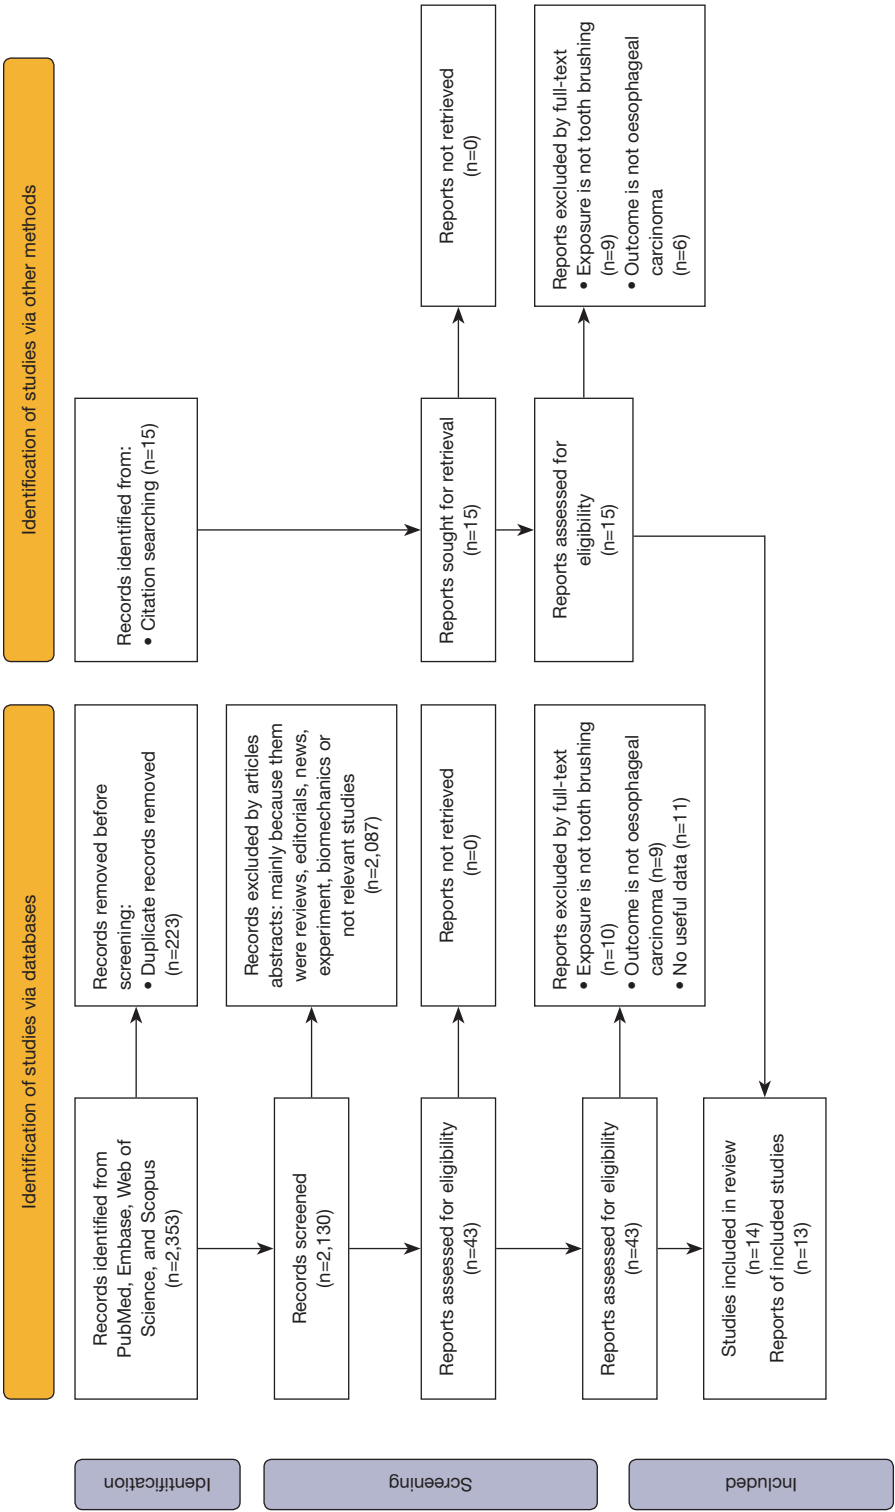 Identification of studies via databases
Identification of studies via other methods
Identification
Records identified from
PubMed, Embase, Web of
Science, and Scopus
(n=2,353)
Records removed before
screening:
• Duplicate records removed
(n=223)
Records identified from:
• Citation searching (n=15)
Screening
Records screened
(n=2,130)
Records excluded by articles
abstracts: mainly because them
were reviews, editorials, news,
experiment, biomechanics or
not relevant studies
(n=2,087)
Reports assessed for eligibility
(n=43)
Reports not retrieved
(n=0)
Reports sought for retrieval
(n=15)
Reports not retrieved
(n=0)
Reports assessed for eligibility
(n=43)
Reports excluded by full-text
• Exposure is not tooth brushing
(n=10)
• Outcome is not oesophageal
carcinoma (n=9)
• No useful data (n=11)
Reports assessed for
eligibility
(n=15)
Reports excluded by full-text
• Exposure is not tooth brushing
(n=9)
• Outcome is not oesophageal
carcinoma
(n=6)
Included
Studies included in review
(n=14)
Reports of included studies
(n=13)